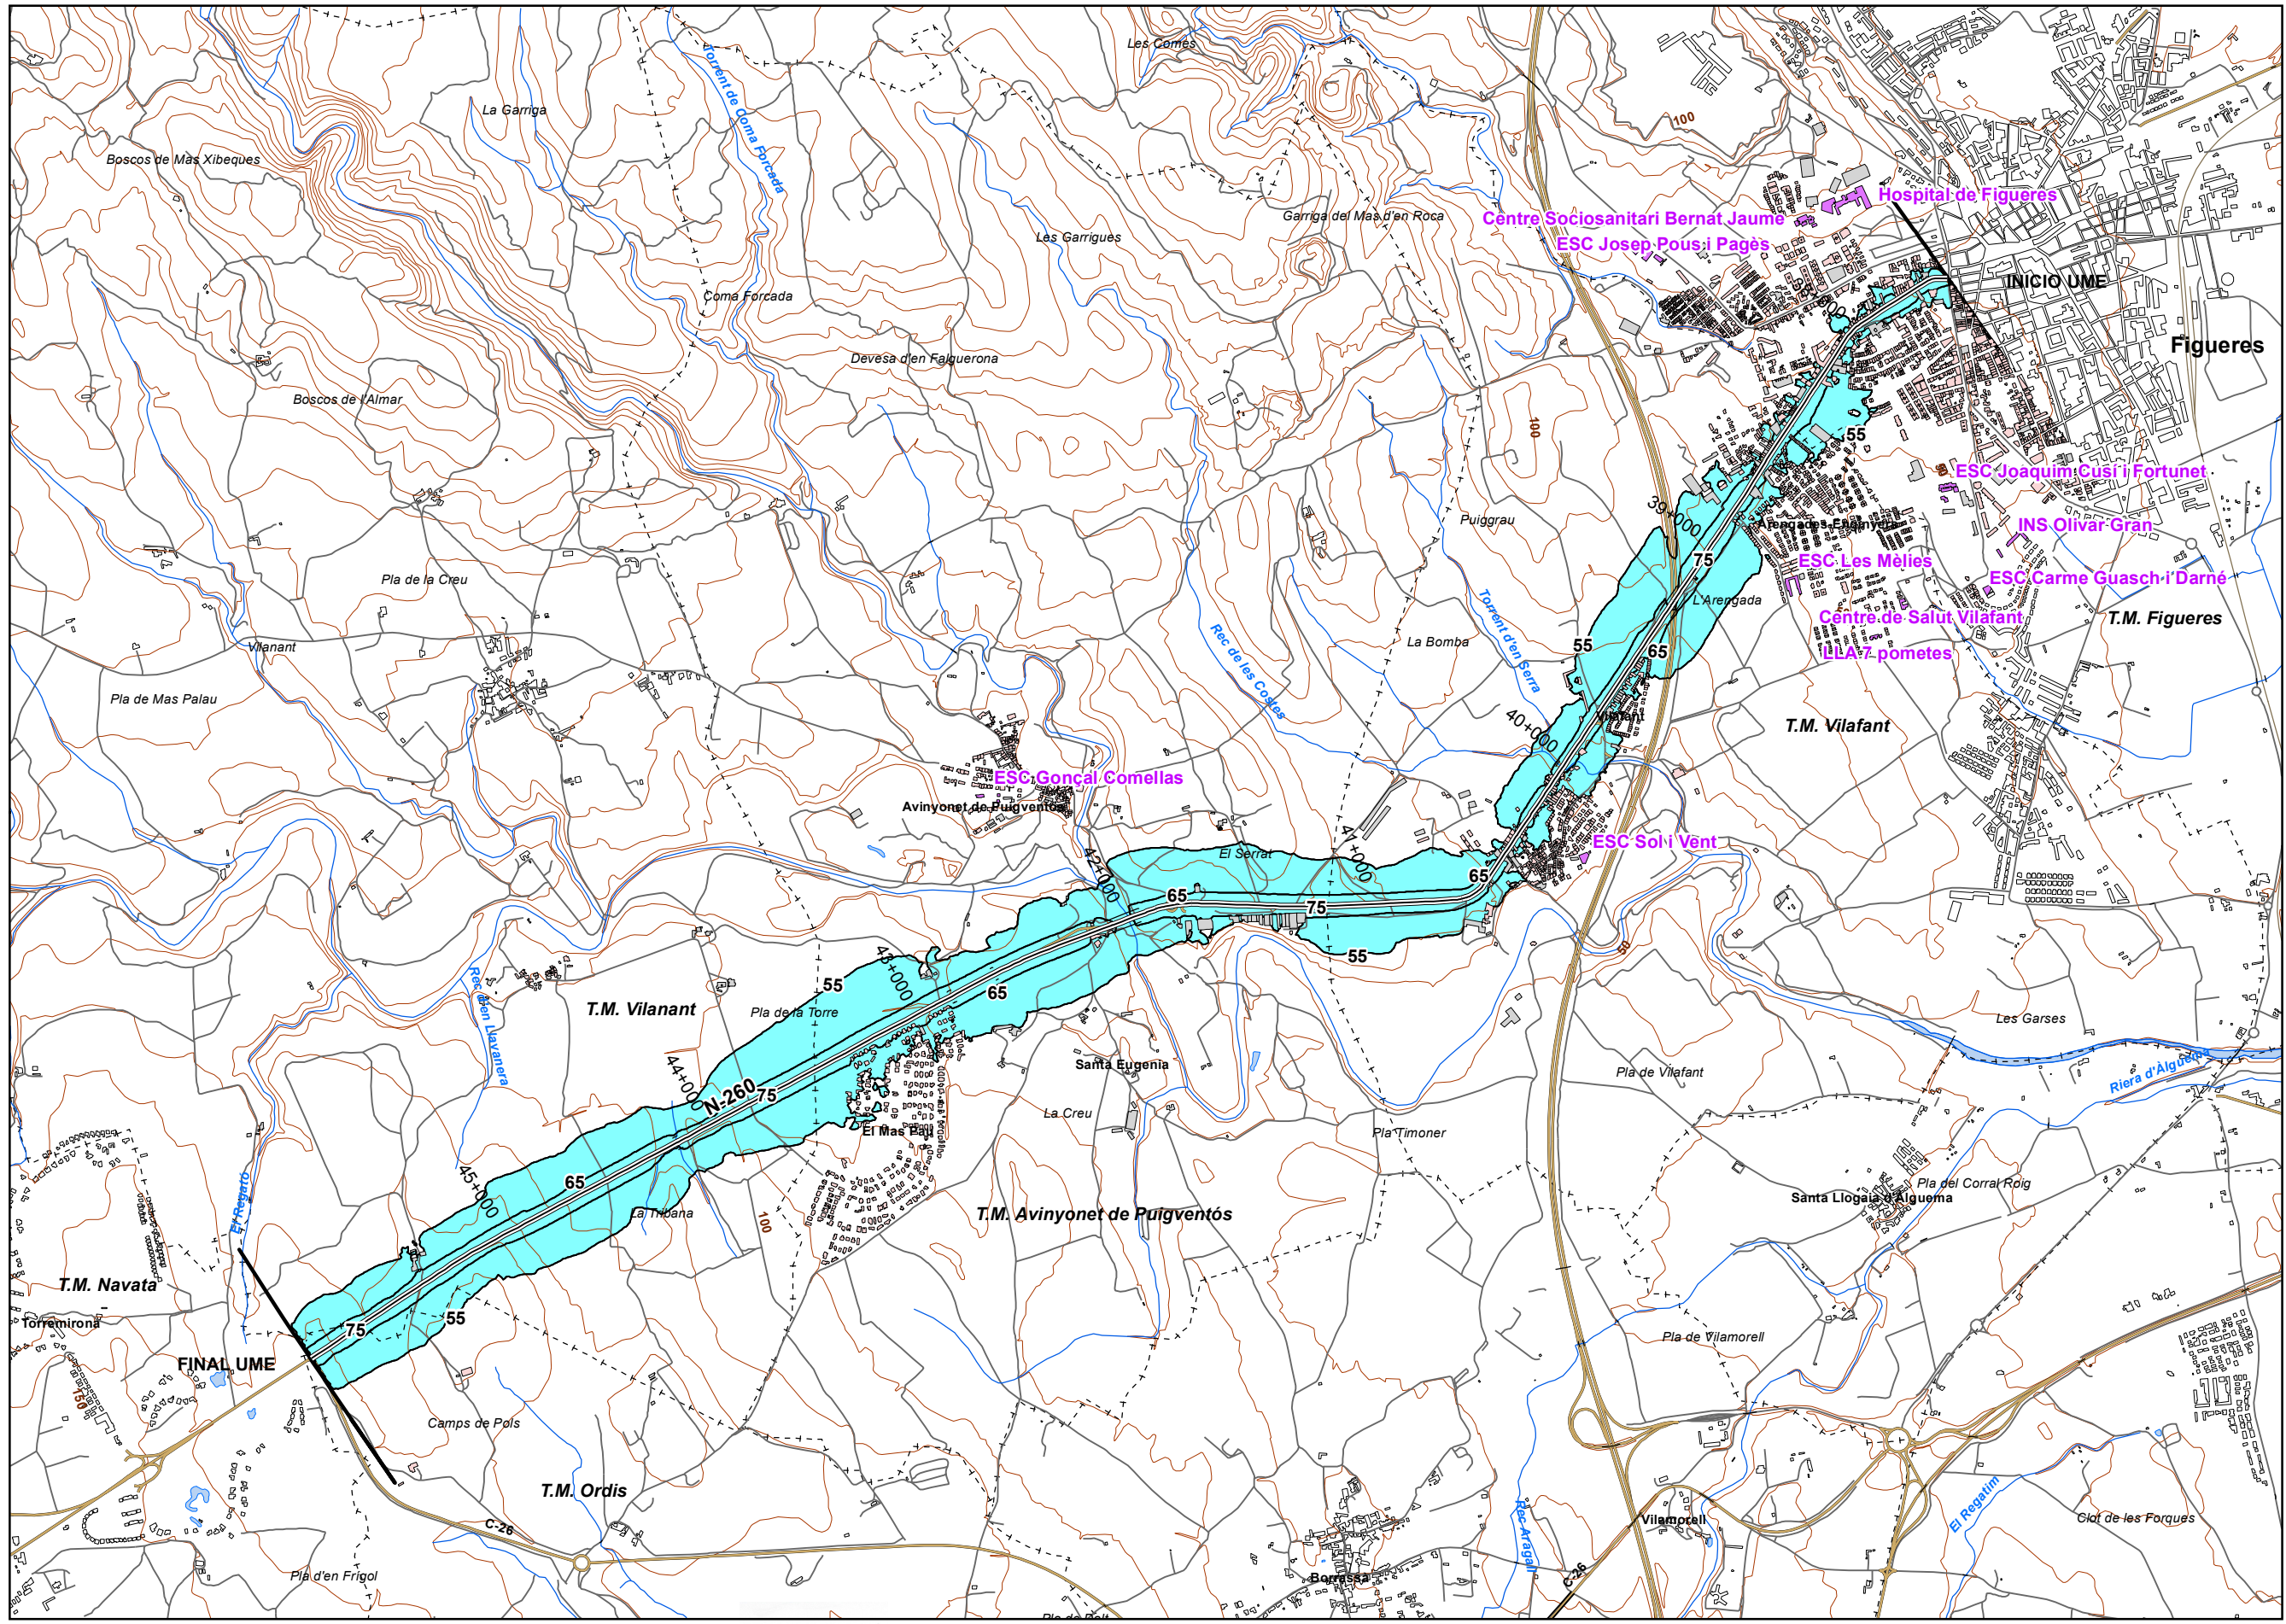 Les Comes
La Garriga
Torrent de Coma Forcada
100
Boscos de Mas Xibeques
Hospital de Figueres
Centre Sociosanitari Bernat Jaume
Garriga del Mas d'en Roca
ESC Josep Pous i Pagès
Les Garrigues
INICIO UME
Coma Forcada
Figueres
Devesa d'en Falguerona
Boscos de l'Almar
100
55
ESC Joaquim Cusí i Fortunet
39+000
Puiggrau
INS Olivar Gran
75
ESC Les Mèlies
Pla de la Creu
ESC Carme Guasch i Darné
L'Arengada
Torrent d'en Serra
Centre de Salut Vilafant
T.M. Figueres
La Bomba
55
65
Vilanant
LLA 7 pometes
Rec de les Costes
Pla de Mas Palau
Vilafant
40+000
T.M. Vilafant
ESC Gonçal Comellas
Avinyonet de Puigventós
ESC Sol i Vent
41+000
El Serrat
42+000
65
65
75
50
55
43+000
55
65
Rec d'en Llavanera
T.M. Vilanant
Pla de la Torre
Les Garses
Santa Eugenia
Pla de Vilafant
Riera d'Àlguema
44+000
N-260
75
La Creu
El Mas Pau
Pla Timoner
45+000
65
Pla del Corral Roig
Santa Llogaia d'Àlguema
El Regató
La Tribana
100
T.M. Avinyonet de Puigventós
T.M. Navata
55
75
Torremirona
Pla de Vilamorell
FINAL UME
150
Camps de Pols
T.M. Ordis
C-26
Rec Aragall
Vilamorell
El Regatim
Clot de les Forques
Pla d'en Frigol
Borrassà
C-26